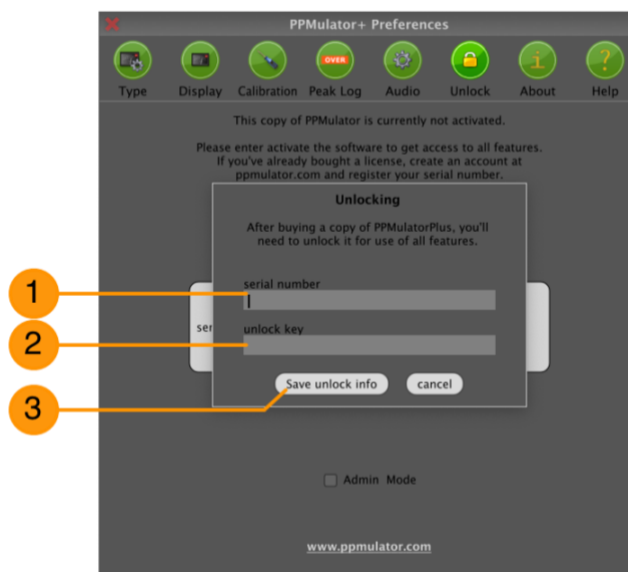 PPMulator+ Preferences
OVER
Type Display Calibration Peak Log Audio Unlock About Help
This copy of PPMulator is currently not activated.
Please enter activate the software to get access to all features.
If you've already bought a license, create an account at
ppmulator.com and register your serial number.
Unlocking
After buying a copy of PPMulatorPlus, you'll
need to unlock it for use of all features.
1
serial number
ser
unlock key
2
Save unlock info cancel
3
Admin Mode
www.ppmulator.com